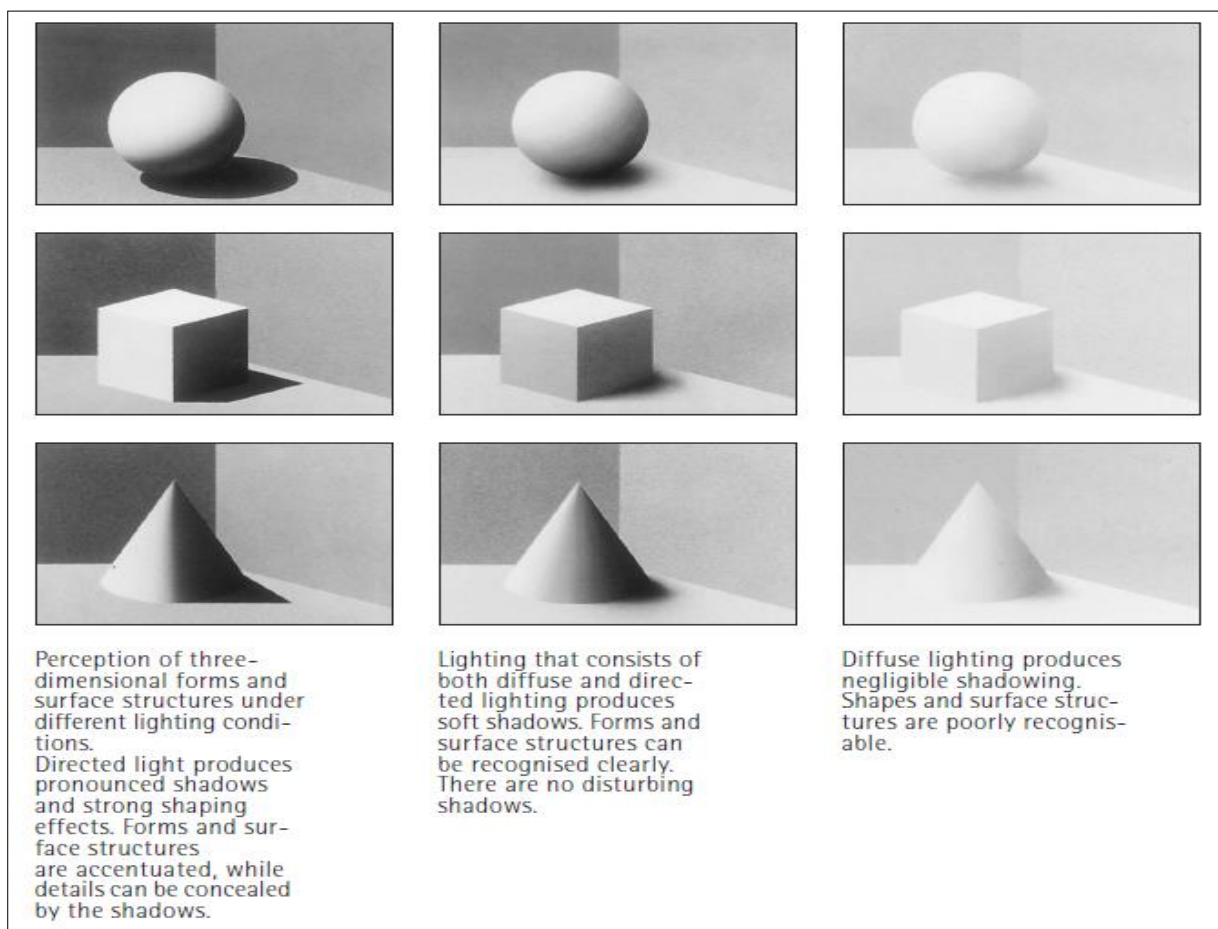 Perception of three-
dimensional forms and
surface structures under
different lighting condi-
tions.
Directed light produces
pronounced shadows
and strong shaping
effects. Forms and sur-
face structures
are accentuated, while
details can be concealed
by the shadows.
Lighting that consists of
both diffuse and direc-
ted lighting produces
soft shadows. Forms and
surface structures can
be recognised clearly.
There are no disturbing
shadows.
Diffuse lighting produces
negligible shadowing.
Shapes and surface struc-
tures are poorly recognis-
able.